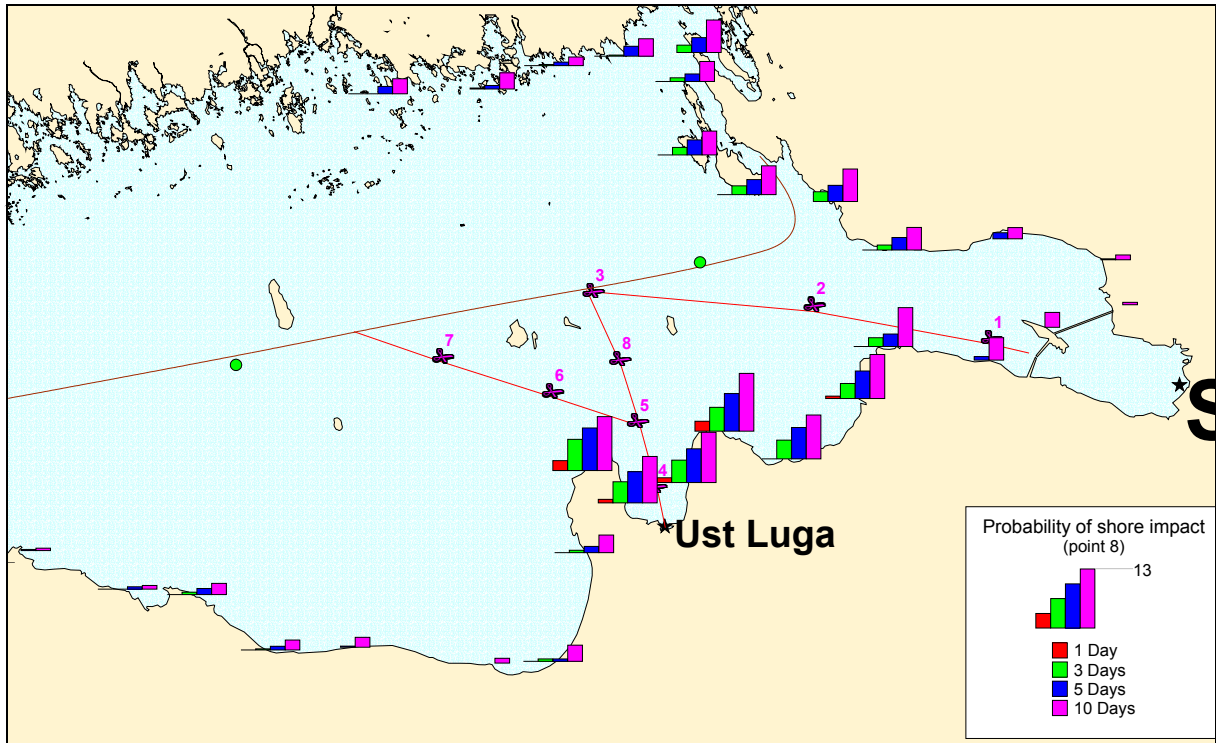 3
2
1
7
8
6
5
S
4
Ust Luga
Probability of shore impact
(point 8)
13
1 Day
3 Days
5 Days
10 Days